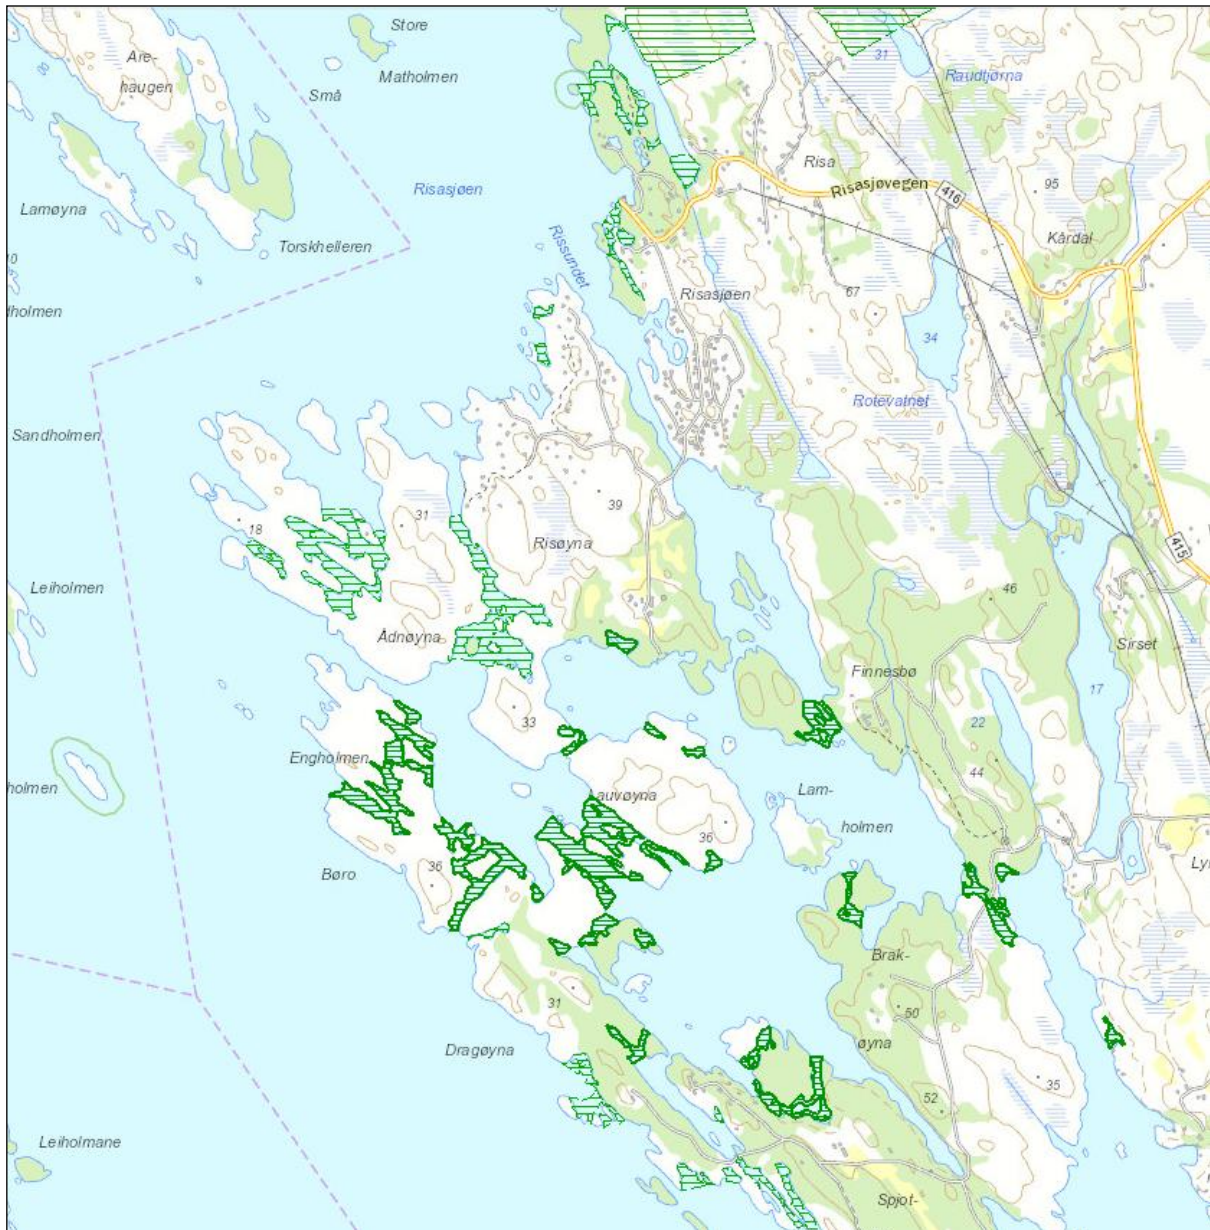 Store
31
Are-
haugen
Matholmen
Raudtjørna
Små
Risa
Risasjøen
Risasjøvegen
416
95
Lamøyna
Kårdal
Torskhelleren
Rissundet
Risasjøen
67
dholmen
34
Rotevatnet
Sandholmen
39
31
18
Risøyna
415
Leiholmen
46
Ådnøyna
Sirset
Finnesbø
17
33
22
Engholmen
44
holmen
Lauvøyna
Lam-
holmen
36
Børo
36
Ly
Brak-
31
50
Dragøyna
øyna
35
52
Leiholmane
Spjot-